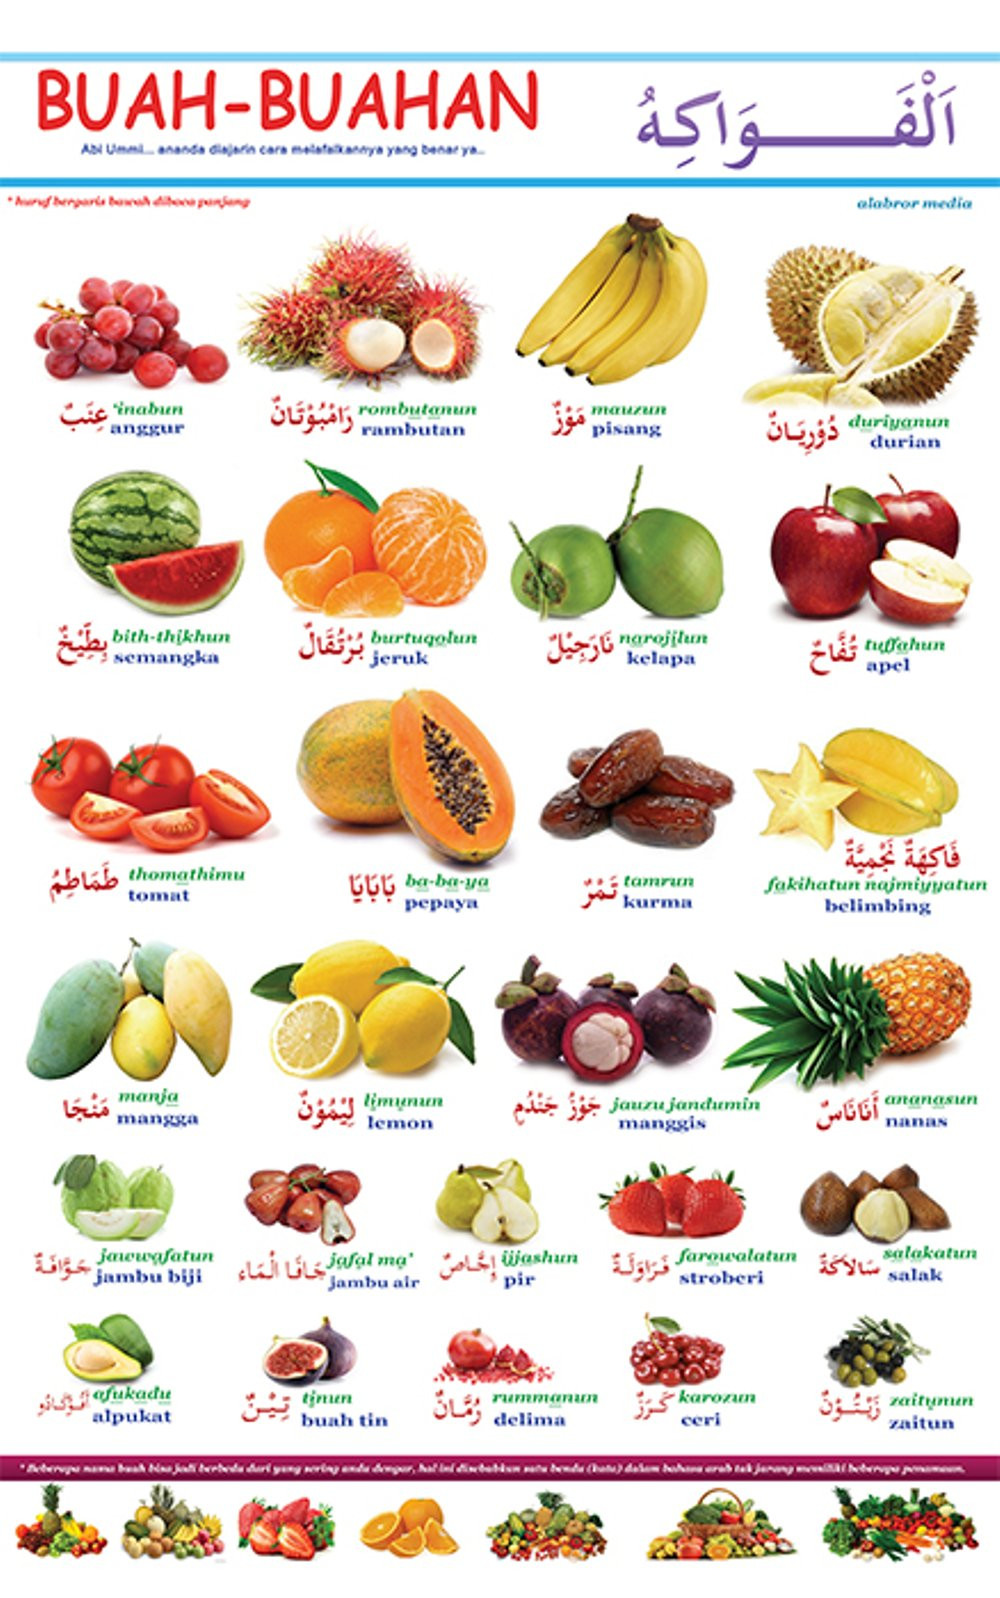 BUAH-BUAHAN
اَلْفَـــوَاكِهُ
Abi Ummi... ananda diajarin cara melafalkannya yang benar ya..
* huruf bergaris bawah dibaca panjang
alabror media
عِنَبٌ 'inabun
anggur
رَامْبُوْتَانٌ rombutanun
rambutan
مَوْزٌ mauzun
pisang
دُوْرِيَانٌ duriyanun
durian
بِطِّيْخٌ bith-thikhun
semangka
بُرْتُقَالٌ burtuqolun
jeruk
نَارَجِيْلٌ narojilun
kelapa
تُفَّاحٌ tuffahun
apel
طَمَاطِمُ thomathimu
tomat
بَابَايَا ba-ba-ya
pepaya
تَمْرٌ tamrun
kurma
فَاكِهَةٌ نَجْمِيَّةٌ
fakihatun najmiyyatun
belimbing
مَنْجَا manja
mangga
لِيْمُوْنٌ limunun
lemon
جَوْزُ جَنْدُمِ jauzu jandumin
manggis
أَنَانَاسٌ ananasun
nanas
جَوَّافَةٌ jawwafatun
jambu biji
جَافَا الْمَاء jafal ma'
jambu air
إِجَّاصٌ ijjashun
pir
فَرَاوَلَةٌ farowalatun
stroberi
سَالَاكَةٌ salakatun
salak
أَفُوْكَادُو afukadu
alpukat
تِيْنٌ tinun
buah tin
رُمَّانٌ rummanun
delima
كَرَزٌ karozun
ceri
زَيْتُوْنٌ zaitunun
zaitun
* Beberapa nama buah bisa jadi berbeda dari yang sering anda dengar, hal ini disebabkan satu benda (kata) dalam bahasa arab tak jarang memiliki beberapa penamaan.